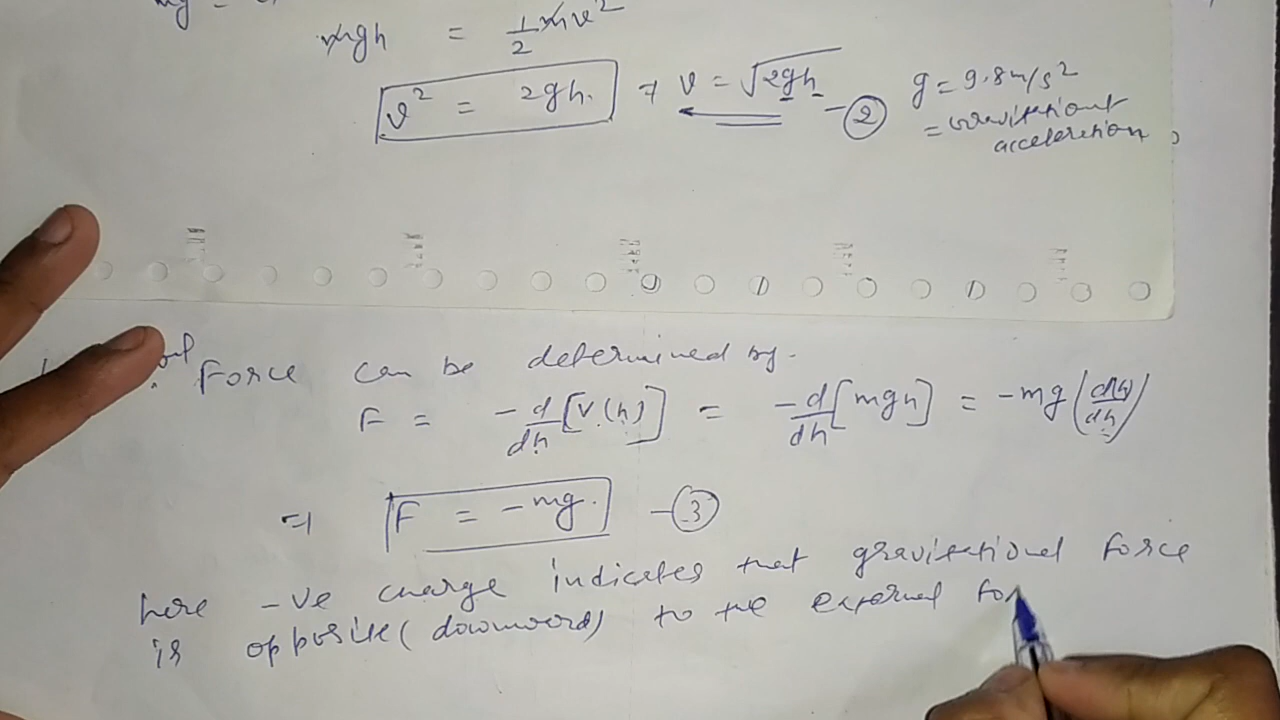 mgh = 1/2 mv²
v² = 2gh. → v = √2gh - ②
g = 9.8 m/s²
= Gravitational
acceleration,
Force can be determined by.
F = -d/dh [V(h)] = -d/dh [mgh] = -mg (dh/dh)
⇒ F = -mg. - ③
here -ve charge indicates that gravitational force
is opposite (downword) to the external for